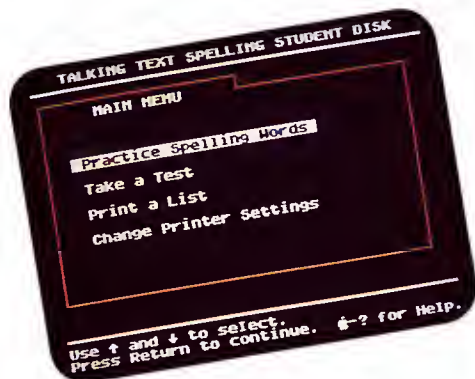 TALKING TEXT SPELLING STUDENT DISK
MAIN MENU
Practice Spelling Words
Take a Test
Print a List
Change Printer Settings
Use ↑ and ↓ to select.
Press Return to continue. -? for Help.